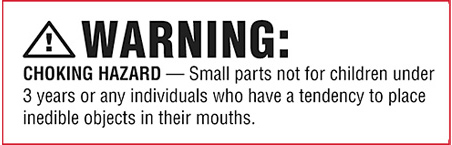 WARNING:
CHOKING HAZARD — Small parts not for children under
3 years or any individuals who have a tendency to place
inedible objects in their mouths.